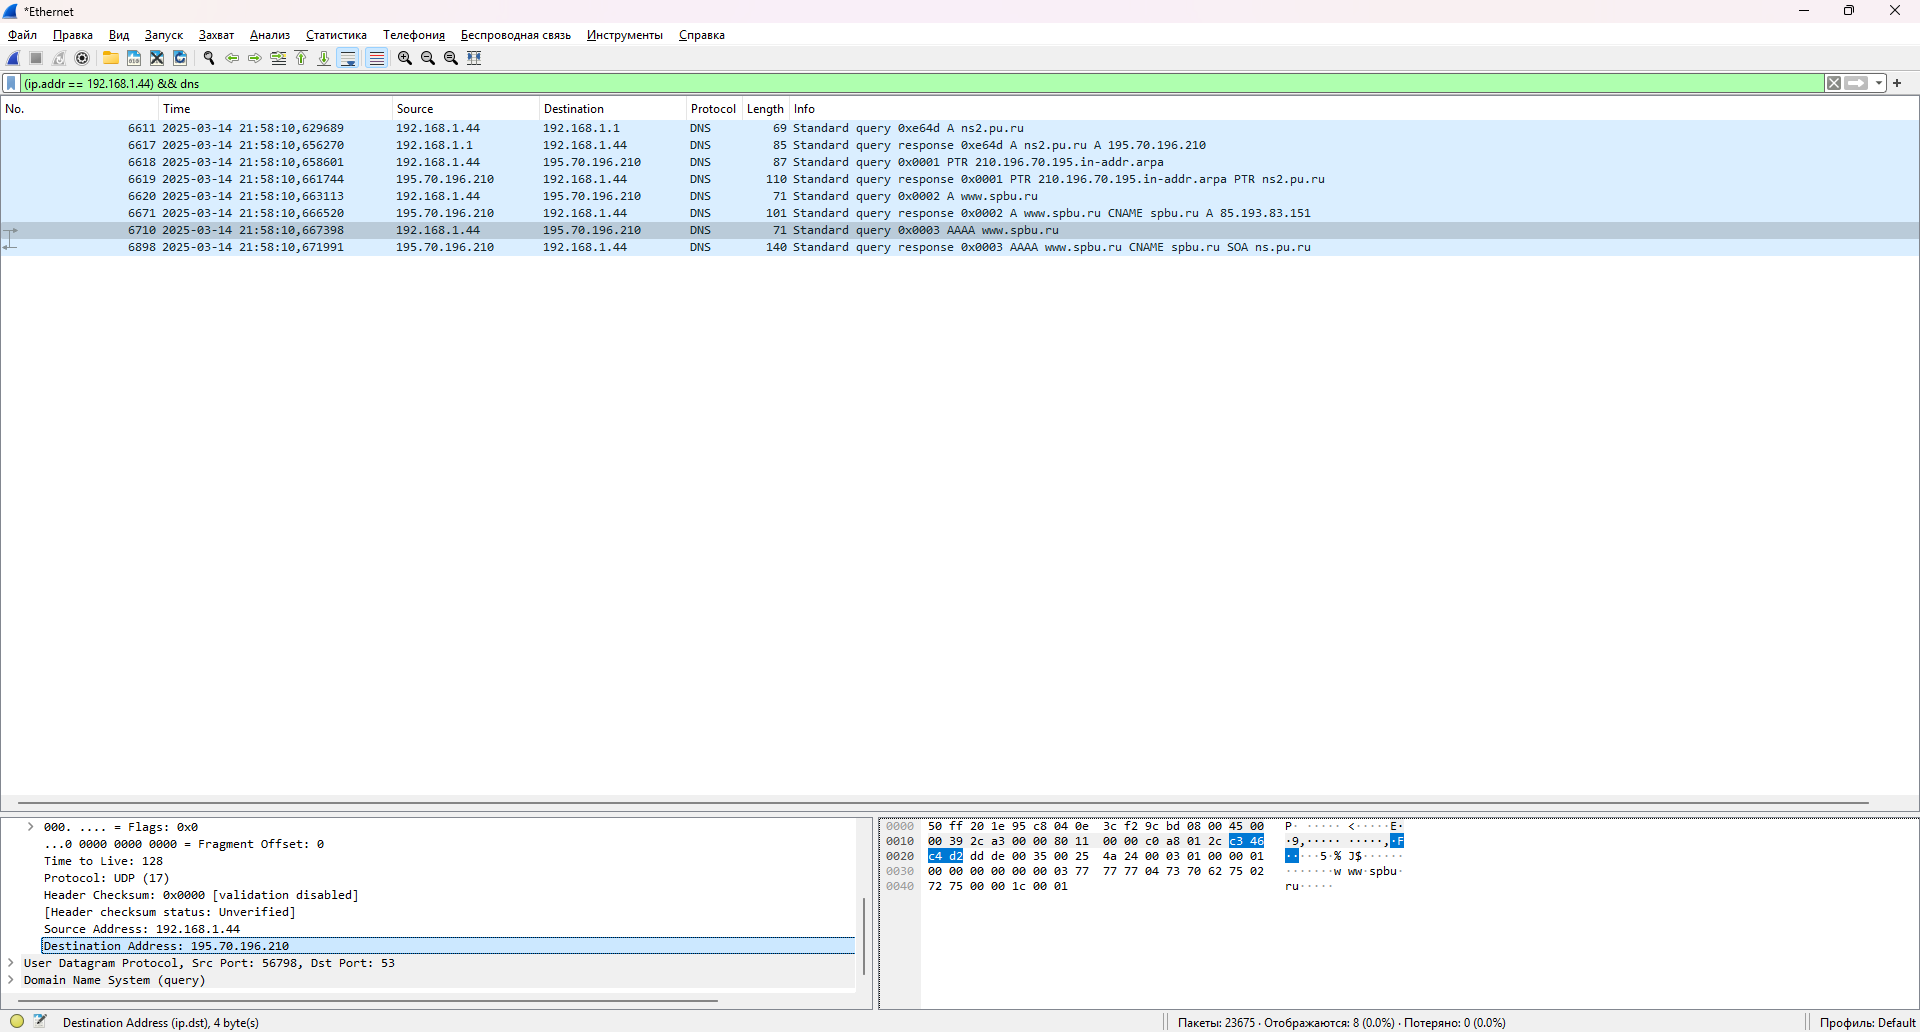 *Ethernet
Файл Правка Вид Запуск Захват Анализ Статистика Телефония Беспроводная связь Инструменты Справка
(ip.addr == 192.168.1.44) && dns
No. Time Source Destination Protocol Length Info
6611 2025-03-14 21:58:10,629689 192.168.1.44 192.168.1.1 DNS 69 Standard query 0xe64d A ns2.pu.ru
6617 2025-03-14 21:58:10,656270 192.168.1.1 192.168.1.44 DNS 85 Standard query response 0xe64d A ns2.pu.ru A 195.70.196.210
6618 2025-03-14 21:58:10,658601 192.168.1.44 195.70.196.210 DNS 87 Standard query 0x0001 PTR 210.196.70.195.in-addr.arpa
6619 2025-03-14 21:58:10,661744 195.70.196.210 192.168.1.44 DNS 110 Standard query response 0x0001 PTR 210.196.70.195.in-addr.arpa PTR ns2.pu.ru
6620 2025-03-14 21:58:10,663113 192.168.1.44 195.70.196.210 DNS 71 Standard query 0x0002 A www.spbu.ru
6671 2025-03-14 21:58:10,666520 195.70.196.210 192.168.1.44 DNS 101 Standard query response 0x0002 A www.spbu.ru CNAME spbu.ru A 85.193.83.151
6710 2025-03-14 21:58:10,667398 192.168.1.44 195.70.196.210 DNS 71 Standard query 0x0003 AAAA www.spbu.ru
6898 2025-03-14 21:58:10,671991 195.70.196.210 192.168.1.44 DNS 140 Standard query response 0x0003 AAAA www.spbu.ru CNAME spbu.ru SOA ns.pu.ru
000. .... = Flags: 0x0
...0 0000 0000 0000 = Fragment Offset: 0
Time to Live: 128
Protocol: UDP (17)
Header Checksum: 0x0000 [validation disabled]
[Header checksum status: Unverified]
Source Address: 192.168.1.44
Destination Address: 195.70.196.210
User Datagram Protocol, Src Port: 56798, Dst Port: 53
Domain Name System (query)
0000 50 ff 20 1e 95 c8 04 0e 3c f2 9c bd 08 00 45 00 P· ····· <·····E·
0010 00 39 2c a3 00 00 80 11 00 00 c0 a8 01 2c c3 46 ·9,····· ·····,·F
0020 c4 d2 dd de 00 35 00 25 4a 24 00 03 01 00 00 01 ·····5·% J$······
0030 00 00 00 00 00 00 03 77 77 77 04 73 70 62 75 02 ·······w ww·spbu·
0040 72 75 00 00 1c 00 01 ru·····
Destination Address (ip.dst), 4 byte(s)
Пакеты: 23675 · Отображаются: 8 (0.0%) · Потеряно: 0 (0.0%)
Профиль: Default